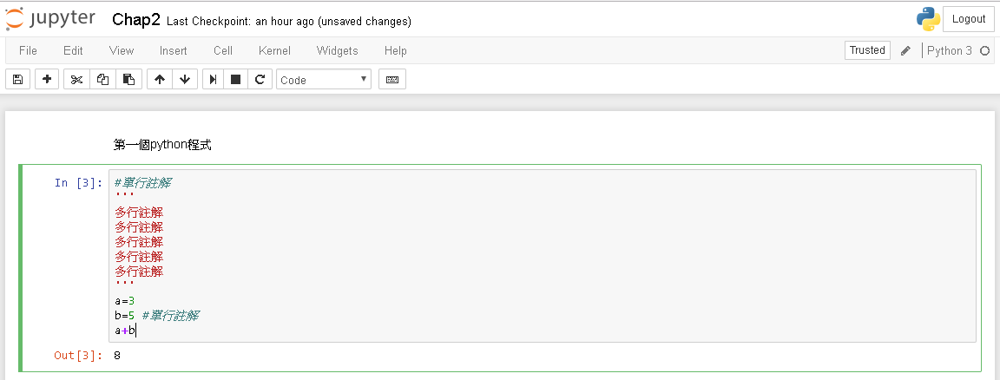 jupyter Chap2 Last Checkpoint: an hour ago (unsaved changes) Logout
File Edit View Insert Cell Kernel Widgets Help Trusted Python 3
Code
第一個python程式
In [3]: #單行註解
'''
多行註解
多行註解
多行註解
多行註解
多行註解
'''
a=3
b=5 #單行註解
a+b
Out[3]: 8